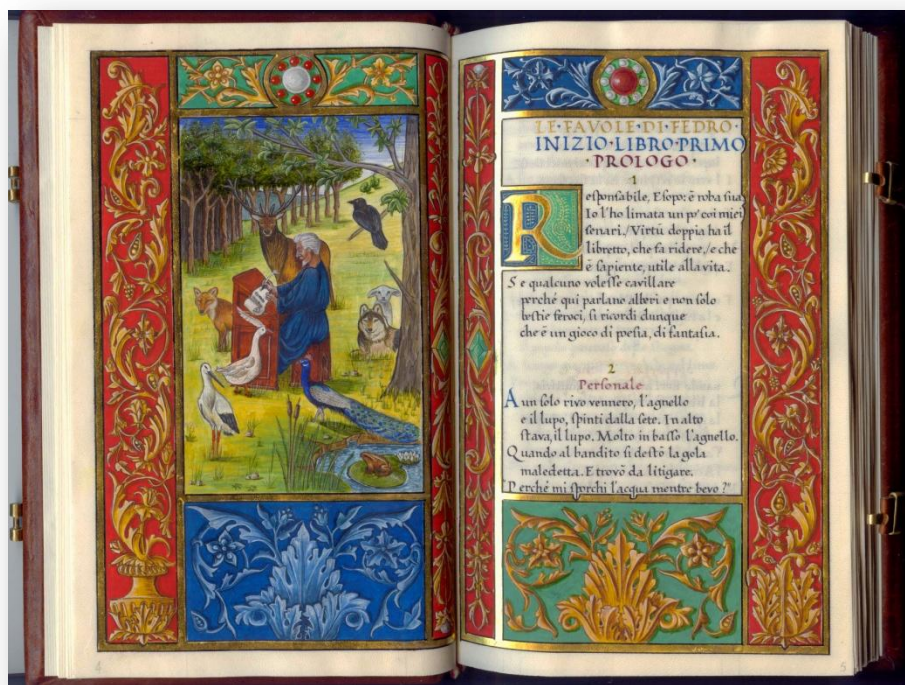 LE·FAVOLE·DI·FEDRO·
INIZIO·LIBRO·PRIMO
·PROLOGO·
1
Responsabile, Esopo: è roba sua
Io l'ho limata un po' coi miei
senari./Virtù doppia ha il
libretto, che fa ridere,/e che
è sapiente, utile alla vita.
Se qualcuno volesse cavillare
perché qui parlano alberi e non solo
bestie feroci, si ricordi dunque
che è un gioco di poesia, di fantasia.
2
Personale
A un solo rivo vennero, l'agnello
e il lupo, spinti dalla sete. In alto
stava, il lupo. Molto in basso l'agnello.
Quando al bandito si destò la gola
maledetta. E trovò da litigare.
"Perché mi sporchi l'acqua mentre bevo?"
4
5